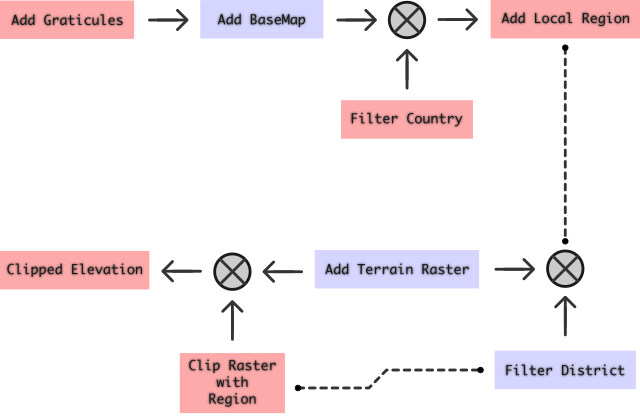 Add Graticules
Add BaseMap
Add Local Region
Filter Country
Clipped Elevation
Add Terrain Raster
Clip Raster
with
Region
Filter District